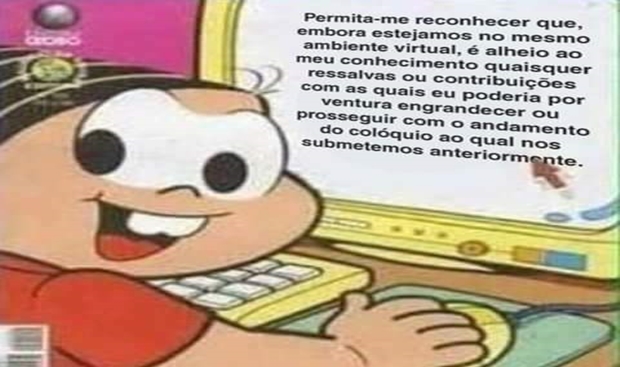 GLOBO
Permita-me reconhecer que,
embora estejamos no mesmo
ambiente virtual, é alheio ao
meu conhecimento quaisquer
ressalvas ou contribuições
com as quais eu poderia por
ventura engrandecer ou
prosseguir com o andamento
do colóquio ao qual nos
submetemos anteriormente.